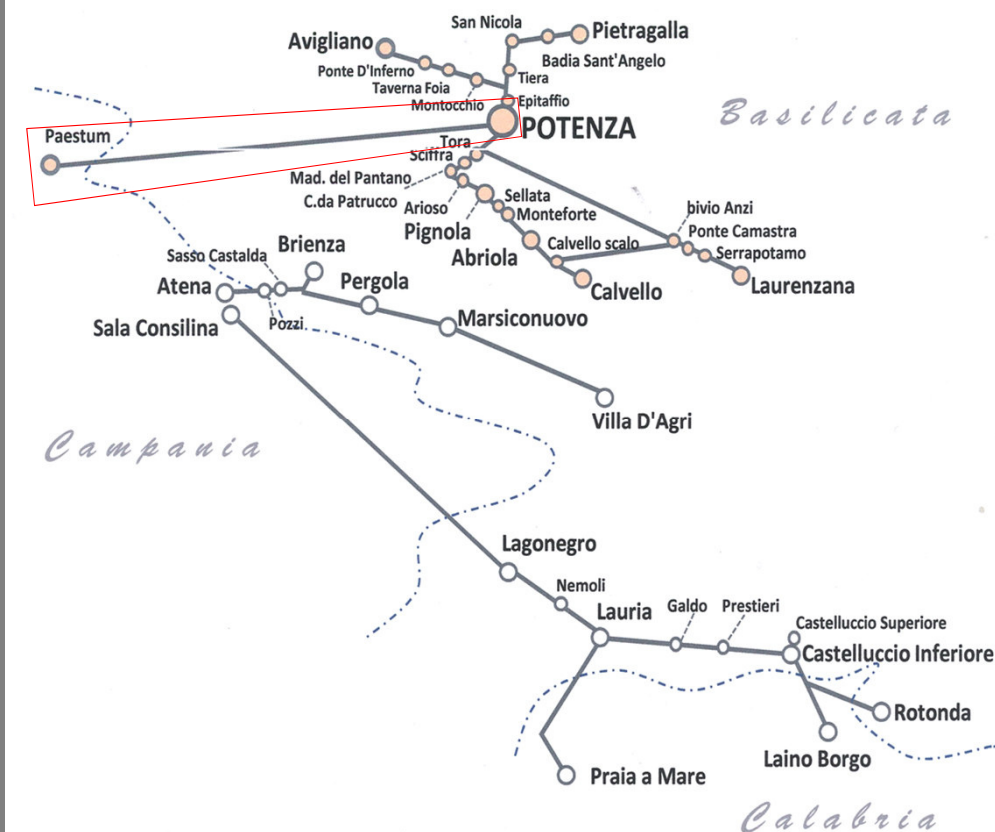 San Nicola
Pietragalla
Avigliano
Badia Sant'Angelo
Ponte D'Inferno
Tiera
Taverna Foia
Montocchio
Epitaffio
Basilicata
POTENZA
Paestum
Tora
Sciffra
Mad. del Pantano
C.da Patrucco
Arioso
Sellata
Monteforte
Pignola
bivio Anzi
Ponte Camastra
Serrapotamo
Abriola
Calvello scalo
Laurenzana
Calvello
Brienza
Sasso Castalda
Pergola
Atena
Pozzi
Marsiconuovo
Sala Consilina
Villa D'Agri
Campania
Lagonegro
Nemoli
Lauria
Galdo
Prestieri
Castelluccio Superiore
Castelluccio Inferiore
Rotonda
Laino Borgo
Praia a Mare
Calabria